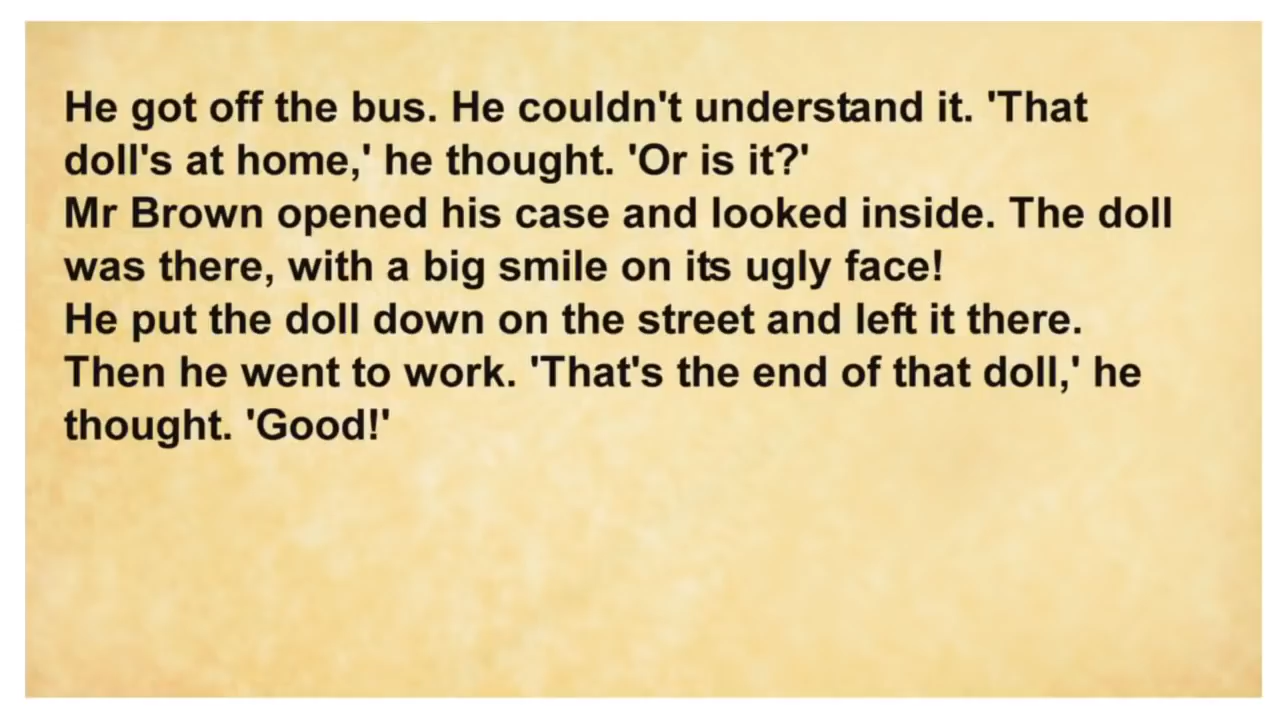 He got off the bus. He couldn't understand it. 'That
doll's at home,' he thought. 'Or is it?'
Mr Brown opened his case and looked inside. The doll
was there, with a big smile on its ugly face!
He put the doll down on the street and left it there.
Then he went to work. 'That's the end of that doll,' he
thought. 'Good!'